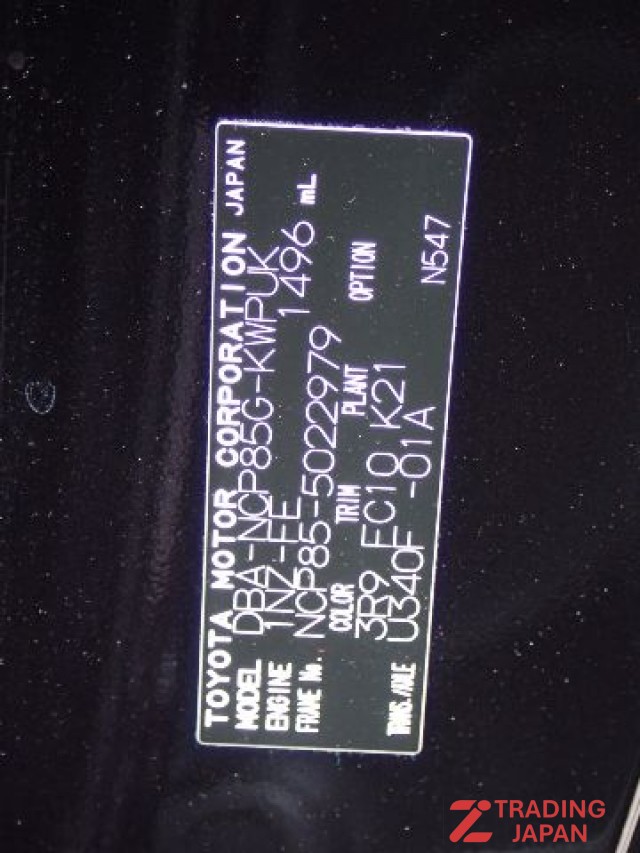 TOYOTA MOTOR CORPORATION JAPAN
MODEL DBA-NCP85G-KWPUK
ENGINE 1NZ-FE 1496 mL
FRAME No. NCP85-5022979
COLOR TRIM PLANT OPTION
3R9 FC10 K21
TRANS./AXLE U340F -01A N547
TRADING
JAPAN